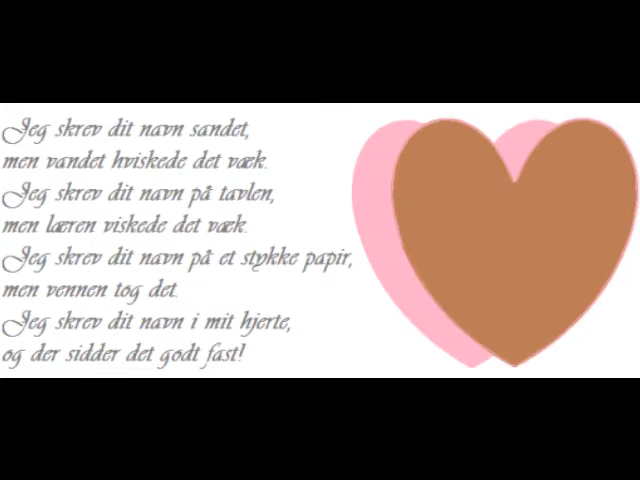 Jeg skrev dit navn sandet,
men vandet hviskede det væk.
Jeg skrev dit navn på tavlen,
men læren viskede det væk.
Jeg skrev dit navn på et stykke papir,
men vennen tog det.
Jeg skrev dit navn i mit hjerte,
og der sidder det godt fast!